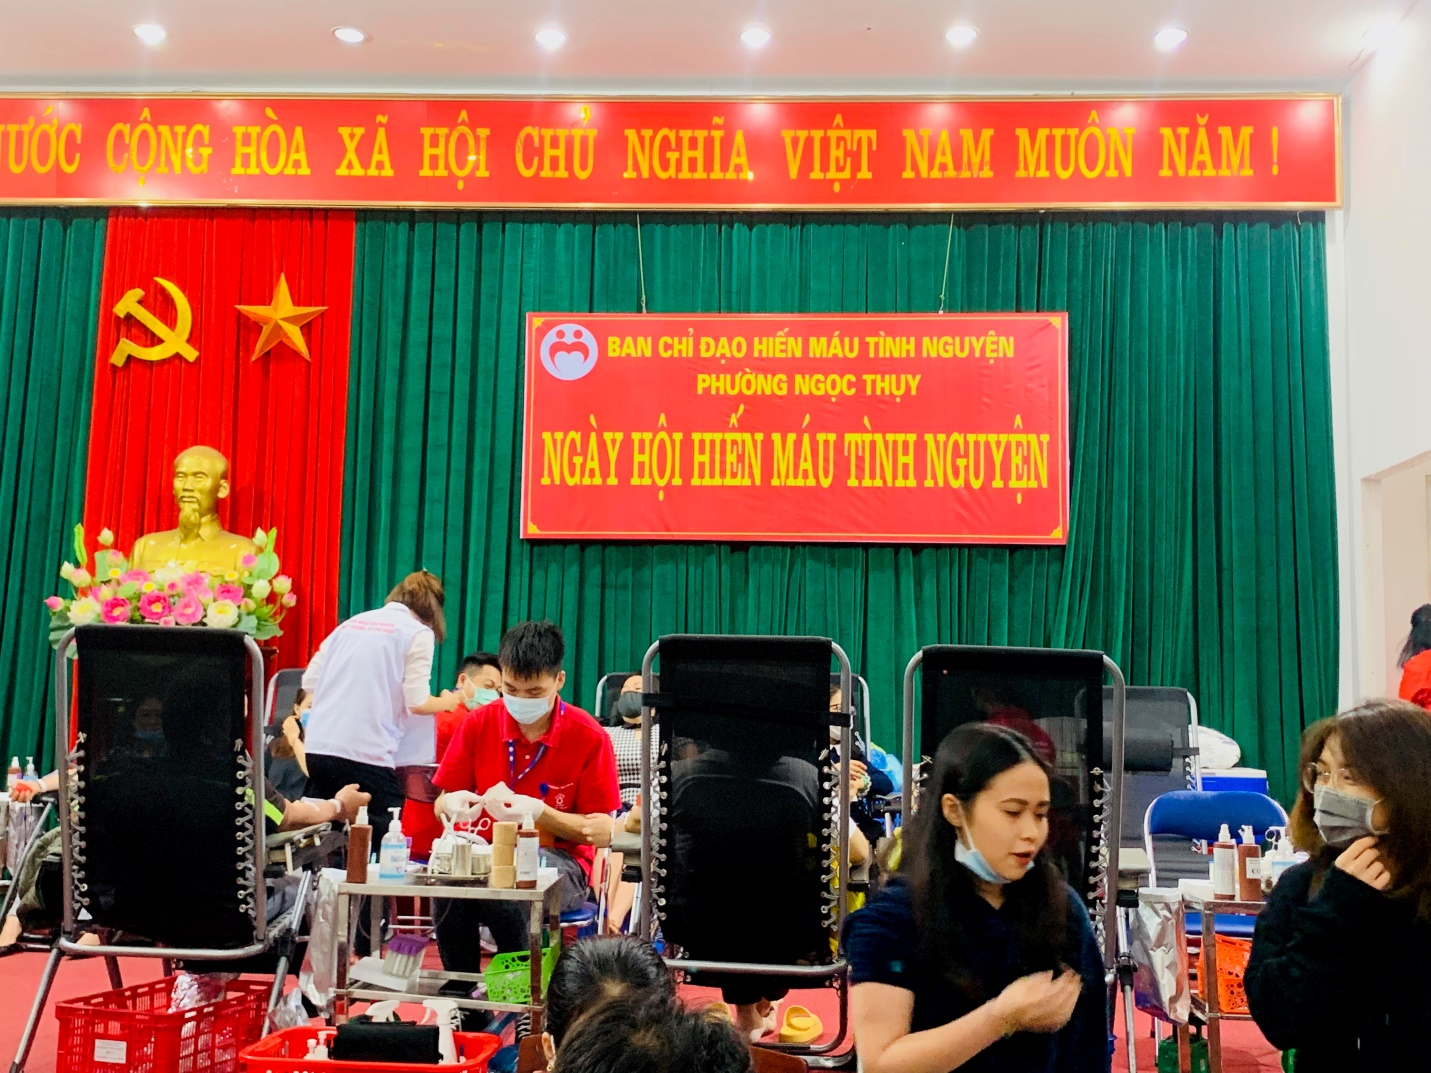 CỘNG HÒA XÃ HỘI CHỦ NGHĨA VIỆT NAM MUÔN NĂM !
BAN CHỈ ĐẠO HIẾN MÁU TÌNH NGUYỆN
PHƯỜNG NGỌC THỤY
NGÀY HỘI HIẾN MÁU TÌNH NGUYỆN